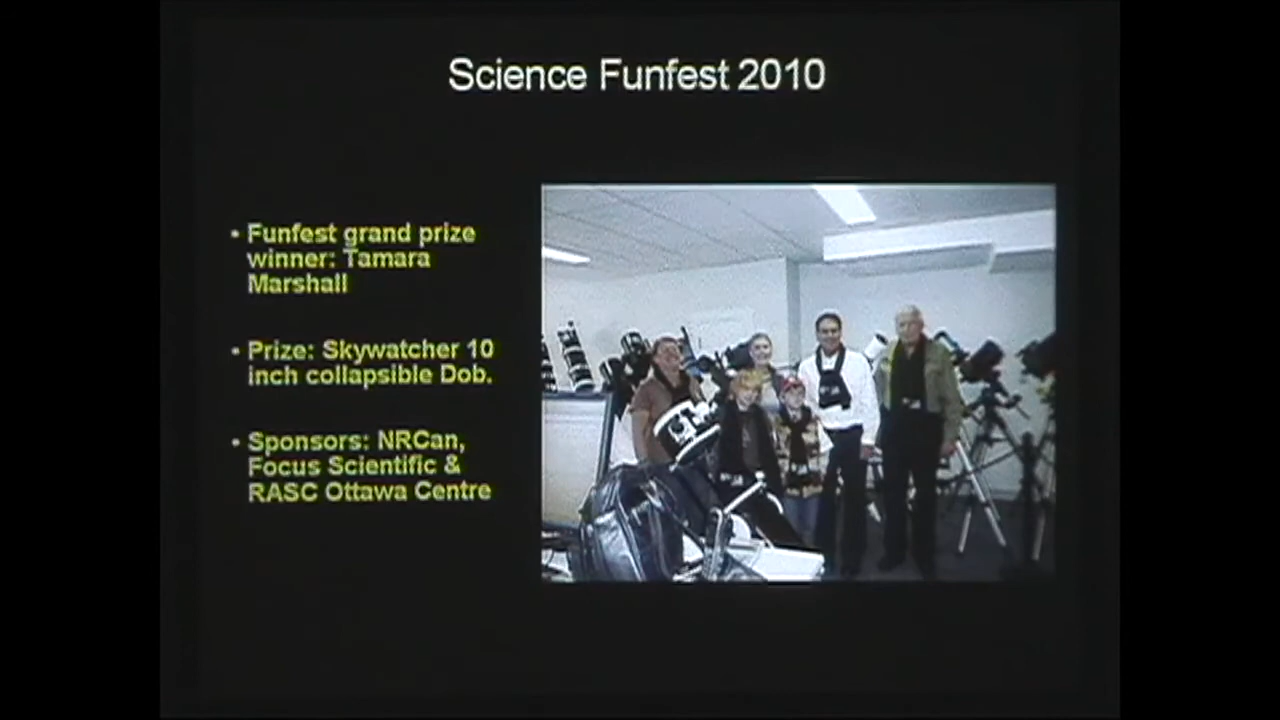 Science Funfest 2010
• Funfest grand prize
winner: Tamara
Marshall
• Prize: Skywatcher 10
inch collapsible Dob.
• Sponsors: NRCan,
Focus Scientific &
RASC Ottawa Centre